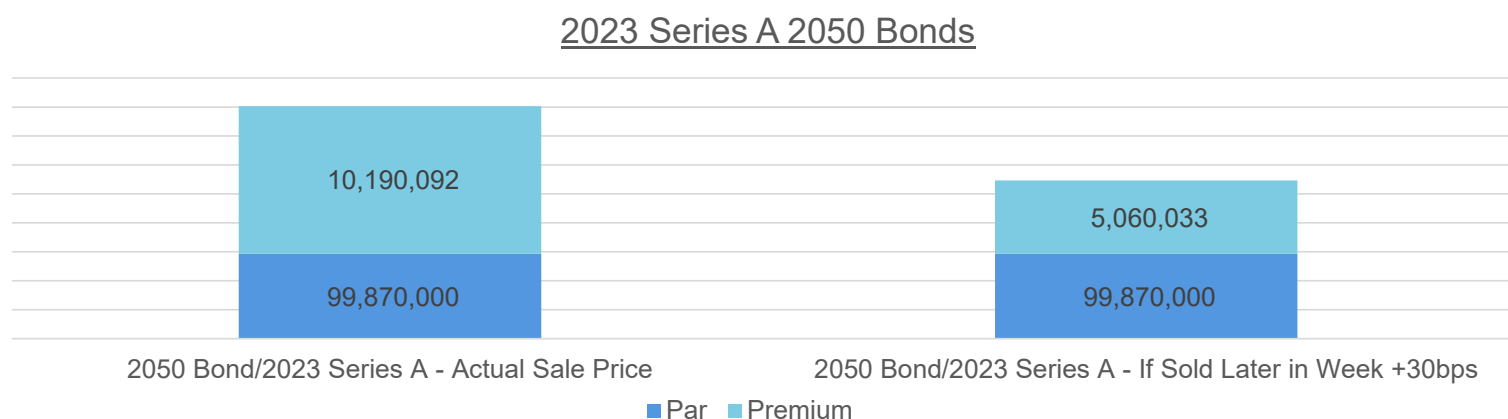 2023 Series A 2050 Bonds
10,190,092
5,060,033
99,870,000
99,870,000
2050 Bond/2023 Series A - Actual Sale Price
2050 Bond/2023 Series A - If Sold Later in Week +30bps
Par
Premium